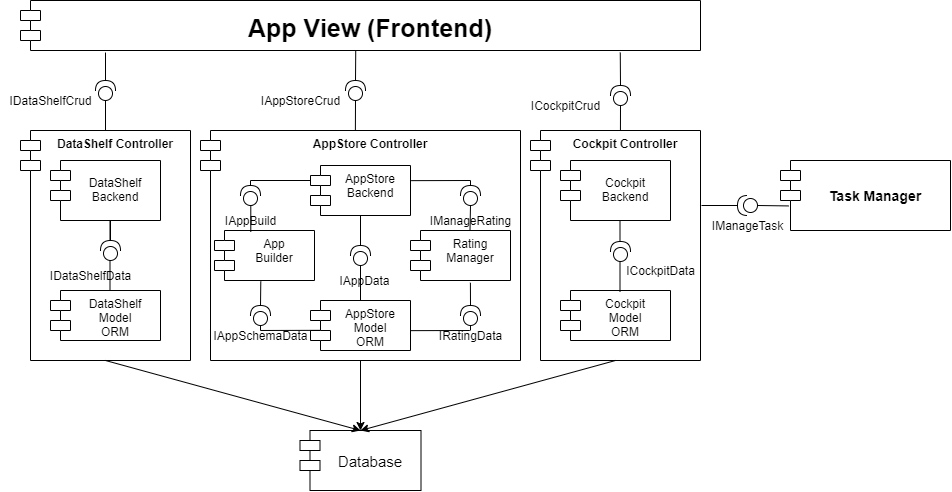 App View (Frontend)
IDataShelfCrud
IAppStoreCrud
ICockpitCrud
DataShelf Controller
AppStore Controller
Cockpit Controller
DataShelf
Backend
AppStore
Backend
Cockpit
Backend
Task Manager
IAppBuild
IManageRating
IManageTask
App
Builder
Rating
Manager
IDataShelfData
IAppData
ICockpitData
DataShelf
Model
ORM
AppStore
Model
ORM
Cockpit
Model
ORM
IAppSchemaData
IRatingData
Database